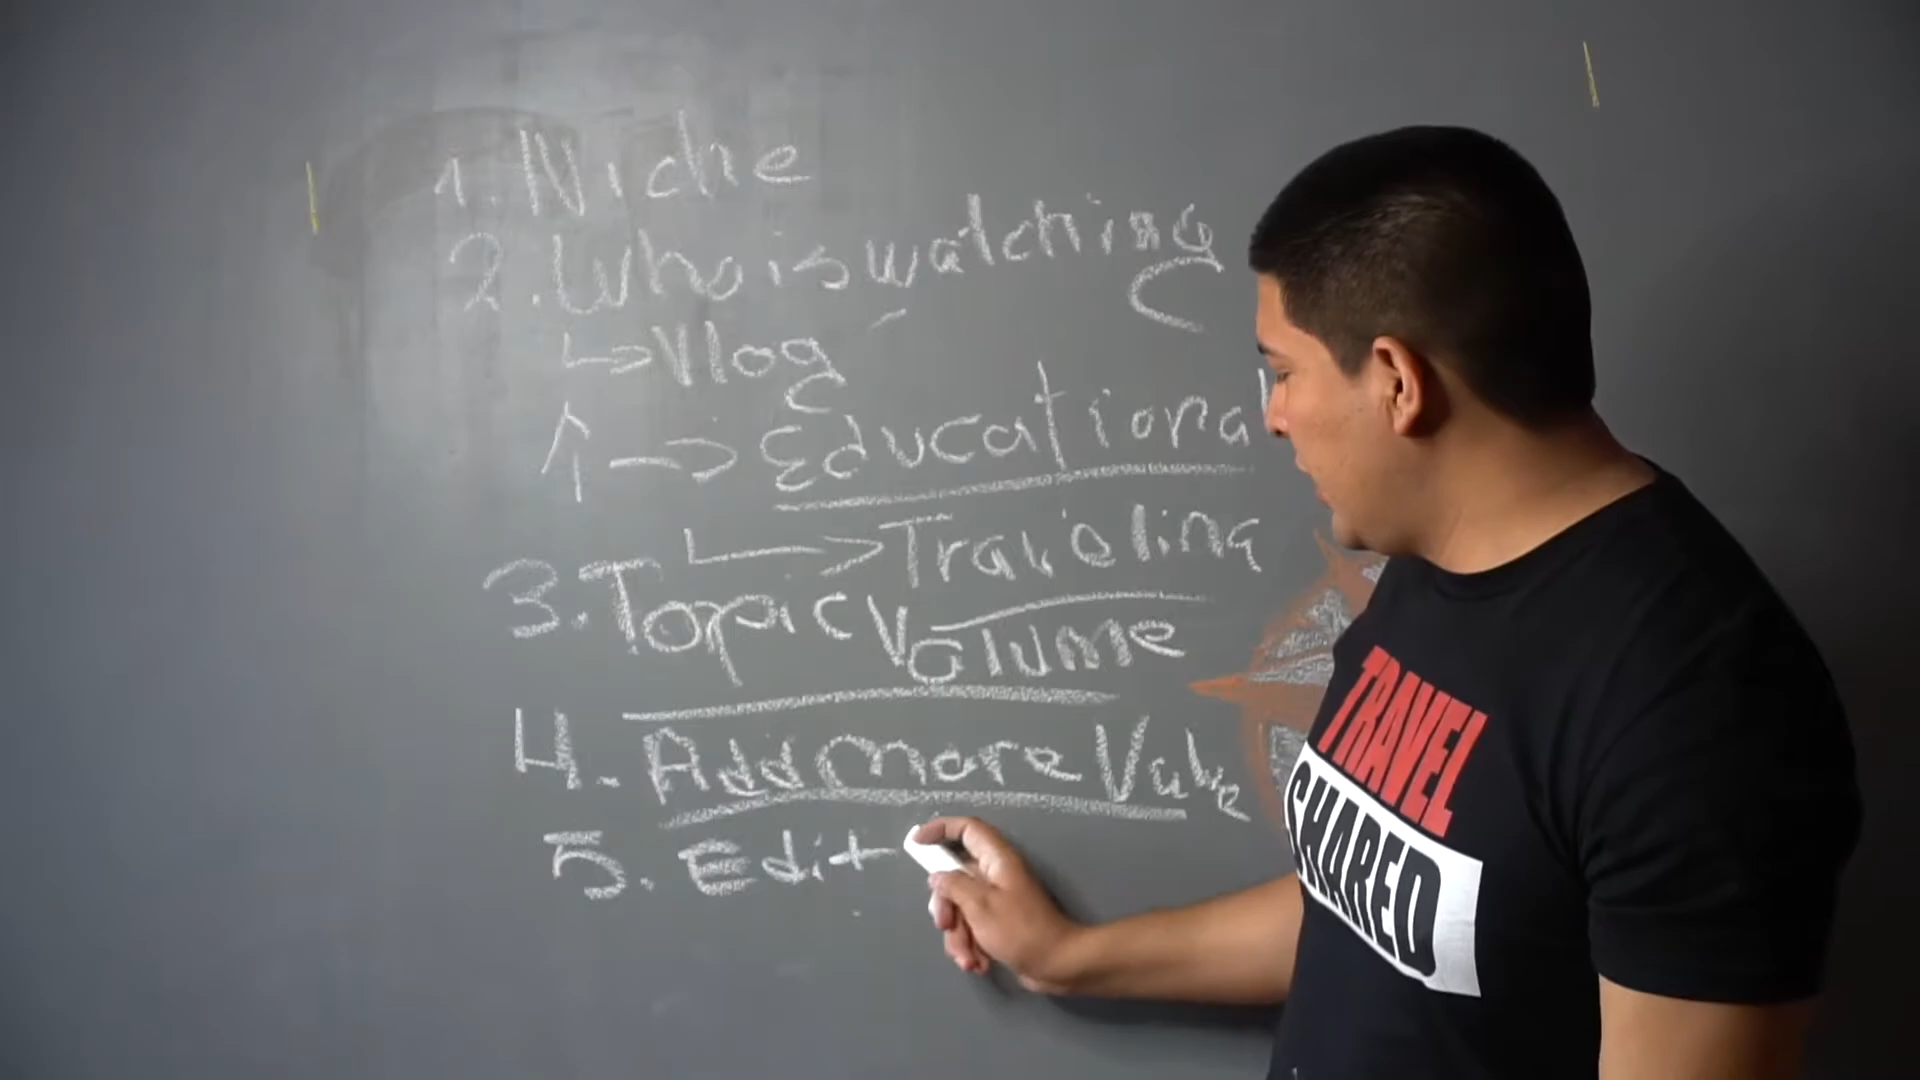 1. Niche
2. Who is watching
Vlog
Educational
Traveling
3. Topic Volume
4. Add more Value
5. Edit
TRAVEL
SHARED